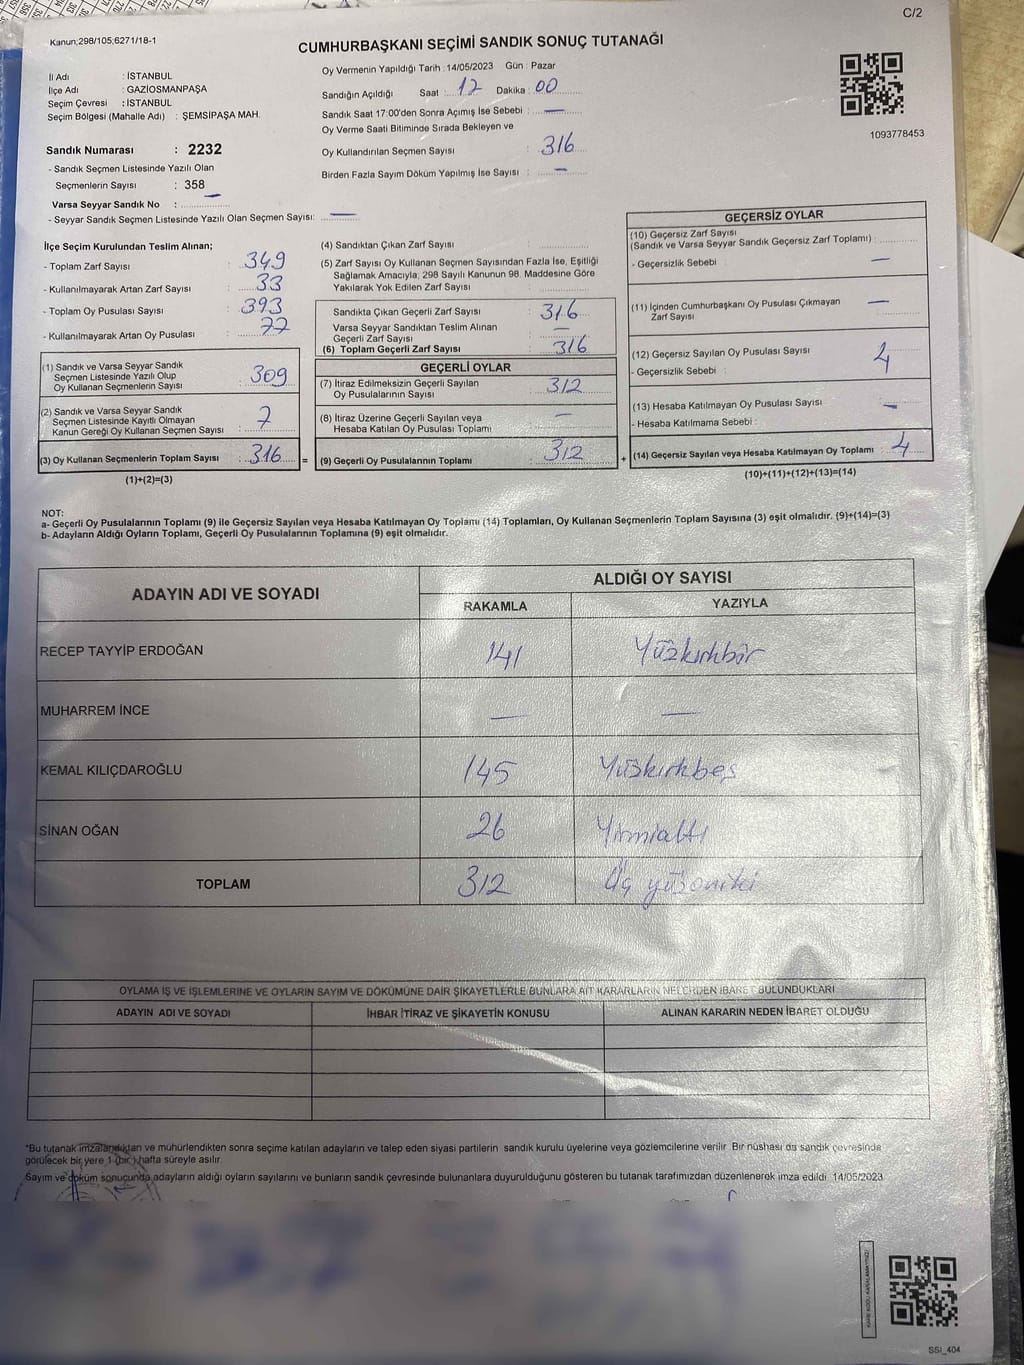 C/2
Kanun;298/105;6271/18-1
CUMHURBAŞKANI SEÇİMİ SANDIK SONUÇ TUTANAĞI
İl Adı : İSTANBUL
İlçe Adı : GAZİOSMANPAŞA
Seçim Çevresi : İSTANBUL
Seçim Bölgesi (Mahalle Adı) : ŞEMSİPAŞA MAH.
Sandık Numarası : 2232
- Sandık Seçmen Listesinde Yazılı Olan
Seçmenlerin Sayısı : 358
Varsa Seyyar Sandık No : —
- Seyyar Sandık Seçmen Listesinde Yazılı Olan Seçmen Sayısı: —
Oy Vermenin Yapıldığı Tarih : 14/05/2023 Gün : Pazar
Sandığın Açıldığı Saat : 17 Dakika : 00
Sandık Saat 17:00'den Sonra Açımış İse Sebebi : —
Oy Verme Saati Bitiminde Sırada Bekleyen ve
Oy Kullandırılan Seçmen Sayısı : 316
Birden Fazla Sayım Döküm Yapılmış İse Sayısı : —
1093778453
İlçe Seçim Kurulundan Teslim Alınan;
- Toplam Zarf Sayısı : 349
- Kullanılmayarak Artan Zarf Sayısı : 33
- Toplam Oy Pusulası Sayısı : 393
- Kullanılmayarak Artan Oy Pusulası : 77
(1) Sandık ve Varsa Seyyar Sandık
Seçmen Listesinde Yazılı Olup
Oy Kullanan Seçmenlerin Sayısı : 309
(2) Sandık ve Varsa Seyyar Sandık
Seçmen Listesinde Kayıtlı Olmayan
Kanun Gereği Oy Kullanan Seçmen Sayısı : 7
(3) Oy Kullanan Seçmenlerin Toplam Sayısı : 316 =
(1)+(2)=(3)
(4) Sandıktan Çıkan Zarf Sayısı :
(5) Zarf Sayısı Oy Kullanan Seçmen Sayısından Fazla İse, Eşitliği
Sağlamak Amacıyla, 298 Sayılı Kanunun 98. Maddesine Göre
Yakılarak Yok Edilen Zarf Sayısı :
Sandıkta Çıkan Geçerli Zarf Sayısı : 316
Varsa Seyyar Sandıktan Teslim Alınan
Geçerli Zarf Sayısı : —
(6) Toplam Geçerli Zarf Sayısı : 316
GEÇERLİ OYLAR
(7) İtiraz Edilmeksizin Geçerli Sayılan
Oy Pusulalarının Sayısı : 312
(8) İtiraz Üzerine Geçerli Sayılan veya
Hesaba Katılan Oy Pusulası Toplamı : —
(9) Geçerli Oy Pusulalarının Toplamı : 312 +
GEÇERSİZ OYLAR
(10) Geçersiz Zarf Sayısı
(Sandık ve Varsa Seyyar Sandık Geçersiz Zarf Toplamı) :
- Geçersizlik Sebebi : —
(11) İçinden Cumhurbaşkanı Oy Pusulası Çıkmayan
Zarf Sayısı : —
(12) Geçersiz Sayılan Oy Pusulası Sayısı : 4
- Geçersizlik Sebebi :
(13) Hesaba Katılmayan Oy Pusulası Sayısı : —
- Hesaba Katılmama Sebebi :
(14) Geçersiz Sayılan veya Hesaba Katılmayan Oy Toplamı : 4
(10)+(11)+(12)+(13)=(14)
NOT:
a- Geçerli Oy Pusulalarının Toplamı (9) ile Geçersiz Sayılan veya Hesaba Katılmayan Oy Toplamı (14) Toplamları, Oy Kullanan Seçmenlerin Toplam Sayısına (3) eşit olmalıdır. (9)+(14)=(3)
b- Adayların Aldığı Oyların Toplamı, Geçerli Oy Pusulalarının Toplamına (9) eşit olmalıdır.
ADAYIN ADI VE SOYADI
ALDIĞI OY SAYISI
RAKAMLA YAZIYLA
RECEP TAYYİP ERDOĞAN 141 Yüzkırkbir
MUHARREM İNCE — —
KEMAL KILIÇDAROĞLU 145 Yüzkırkbeş
SİNAN OĞAN 26 Yirmialtı
TOPLAM 312 Üç yüzoniki
OYLAMA İŞ VE İŞLEMLERİNE VE OYLARIN SAYIM VE DÖKÜMÜNE DAİR ŞİKAYETLERLE BUNLARA AİT KARARLARIN NELERDEN İBARET BULUNDUKLARI
ADAYIN ADI VE SOYADI İHBAR İTİRAZ VE ŞİKAYETİN KONUSU ALINAN KARARIN NEDEN İBARET OLDUĞU
*Bu tutanak imzalandıktan ve mühürlendikten sonra seçime katılan adayların ve talep eden siyasi partilerin sandık kurulu üyelerine veya gözlemcilerine verilir. Bir nüshası da sandık çevresinde
görülecek bir yere 1 (bir) hafta süreyle asılır.
Sayım ve döküm sonucunda adayların aldığı oyların sayılarını ve bunların sandık çevresinde bulunanlara duyurulduğunu gösteren bu tutanak tarafımızdan düzenlenerek imza edildi. 14/05/2023
SSİ_404